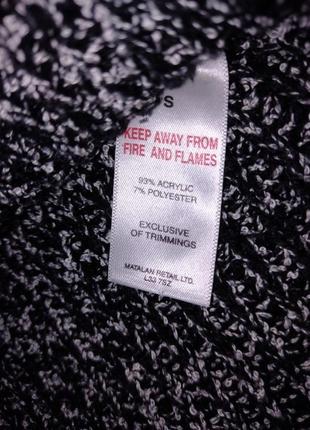 S
KEEP AWAY FROM
FIRE AND FLAMES
93% ACRYLIC
7% POLYESTER
EXCLUSIVE
OF TRIMMINGS
MATALAN RETAIL LTD.
L33 7SZ